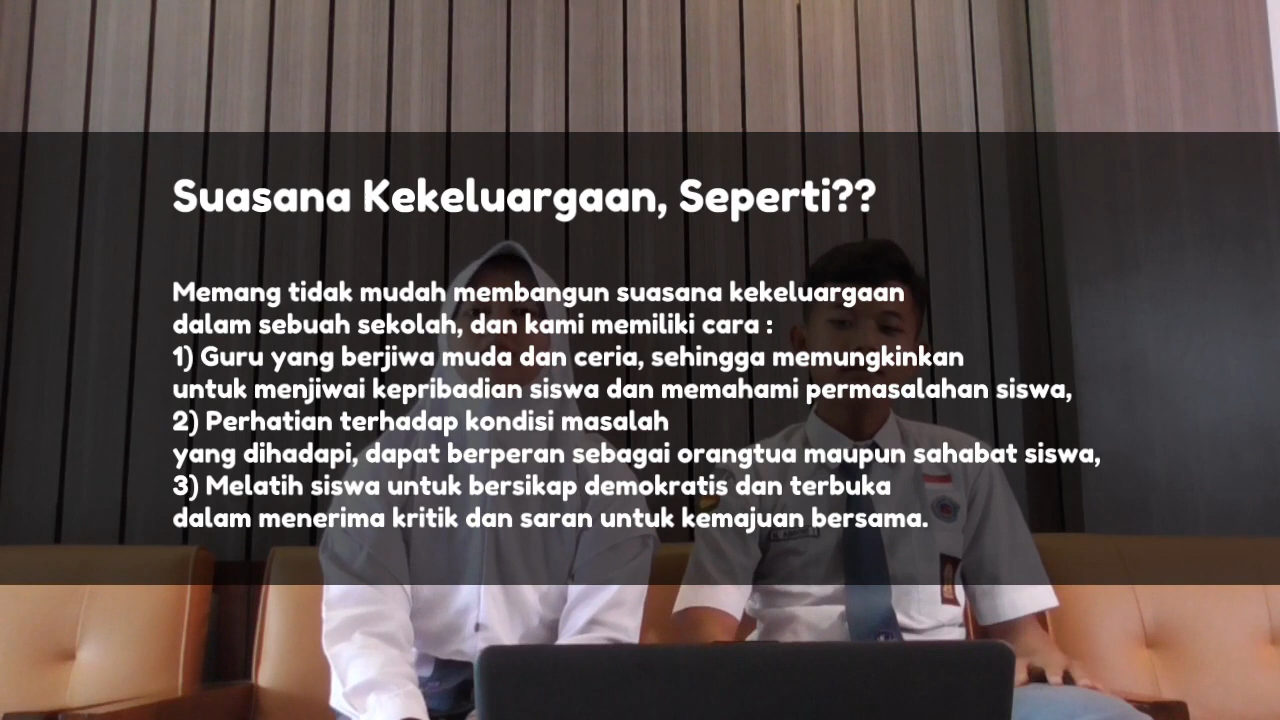 Suasana Kekeluargaan, Seperti??
Memang tidak mudah membangun suasana kekeluargaan
dalam sebuah sekolah, dan kami memiliki cara :
1) Guru yang berjiwa muda dan ceria, sehingga memungkinkan
untuk menjiwai kepribadian siswa dan memahami permasalahan siswa,
2) Perhatian terhadap kondisi masalah
yang dihadapi, dapat berperan sebagai orangtua maupun sahabat siswa,
3) Melatih siswa untuk bersikap demokratis dan terbuka
dalam menerima kritik dan saran untuk kemajuan bersama.